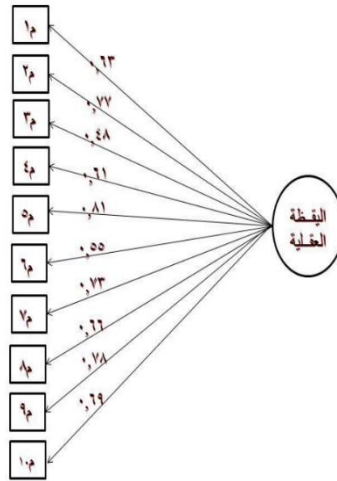 م١
م٢
م٣
م٤
م٥
م٦
م٧
م٨
م٩
م١٠
٠,٦٣
٠,٧٧
٠,٤٨
٠,٦١
٠,٨١
٠,٥٥
٠,٧٣
٠,٦٦
٠,٧٨
٠,٦٩
اليقظة
العقلية